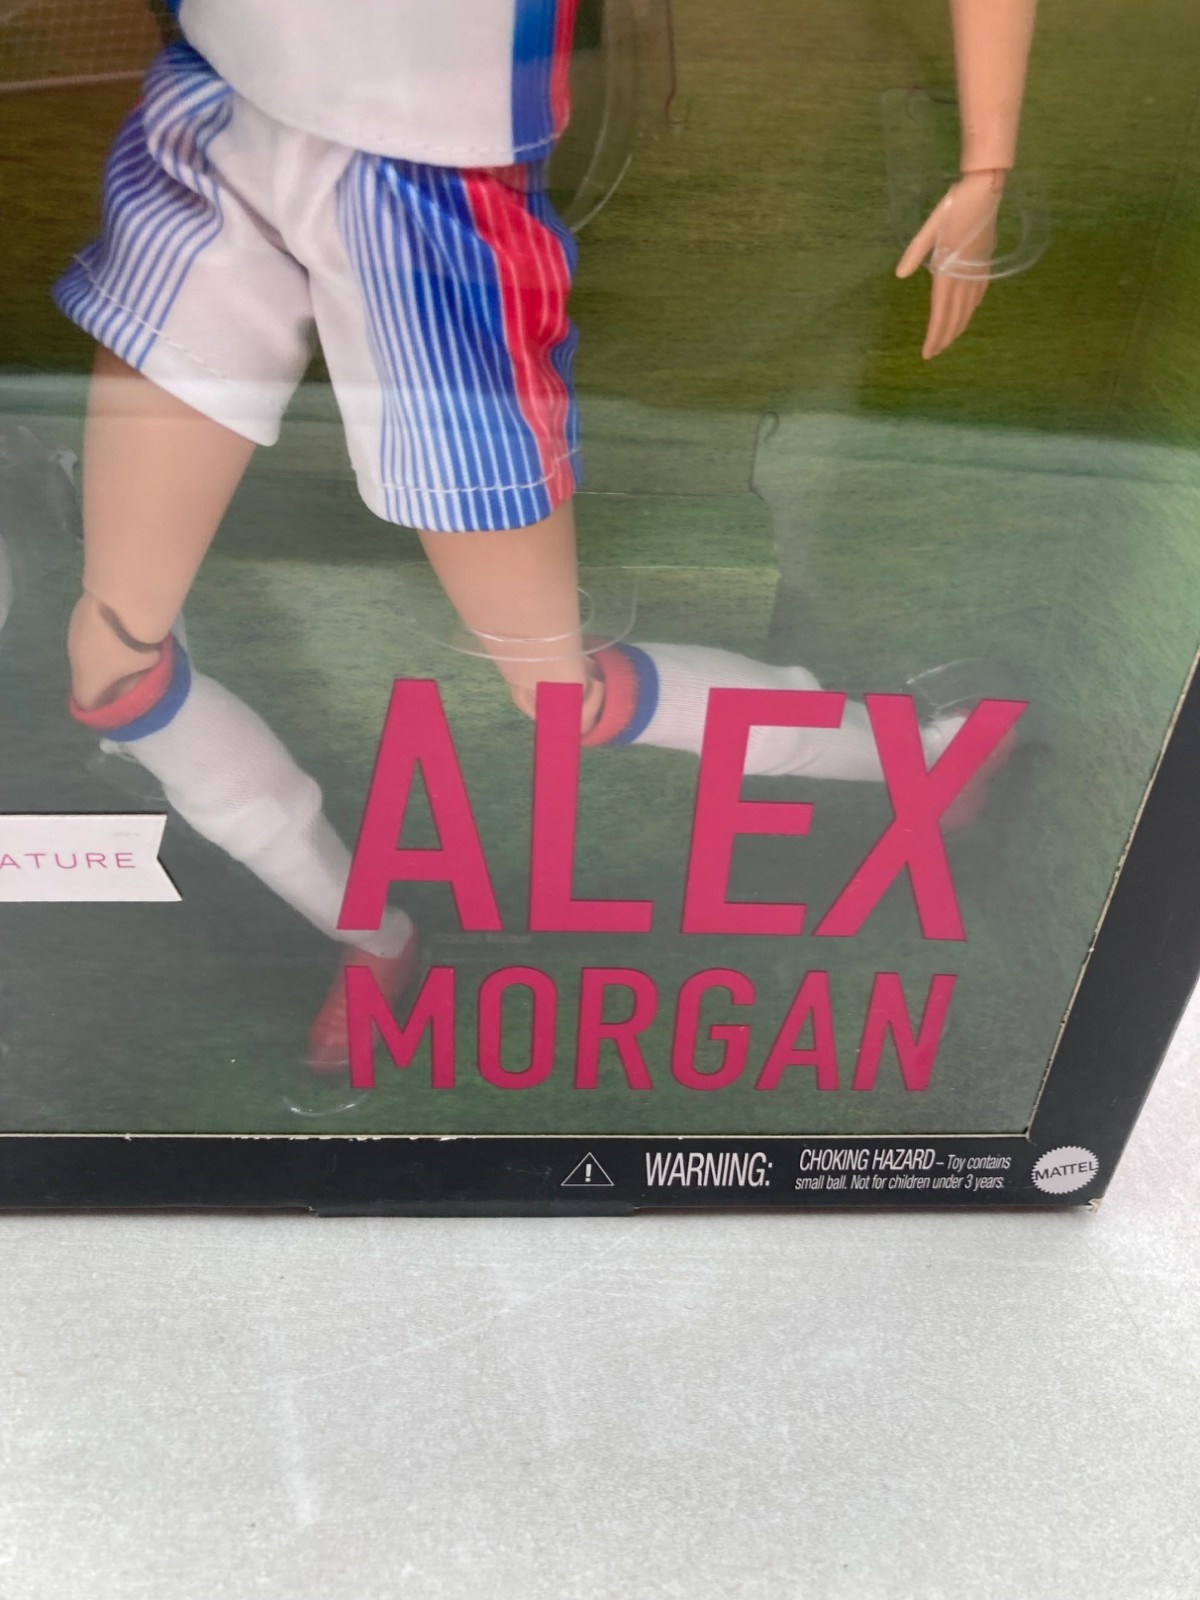 ATURE
ALEX
MORGAN
WARNING: CHOKING HAZARD – Toy contains
small ball. Not for children under 3 years.
MATTEL